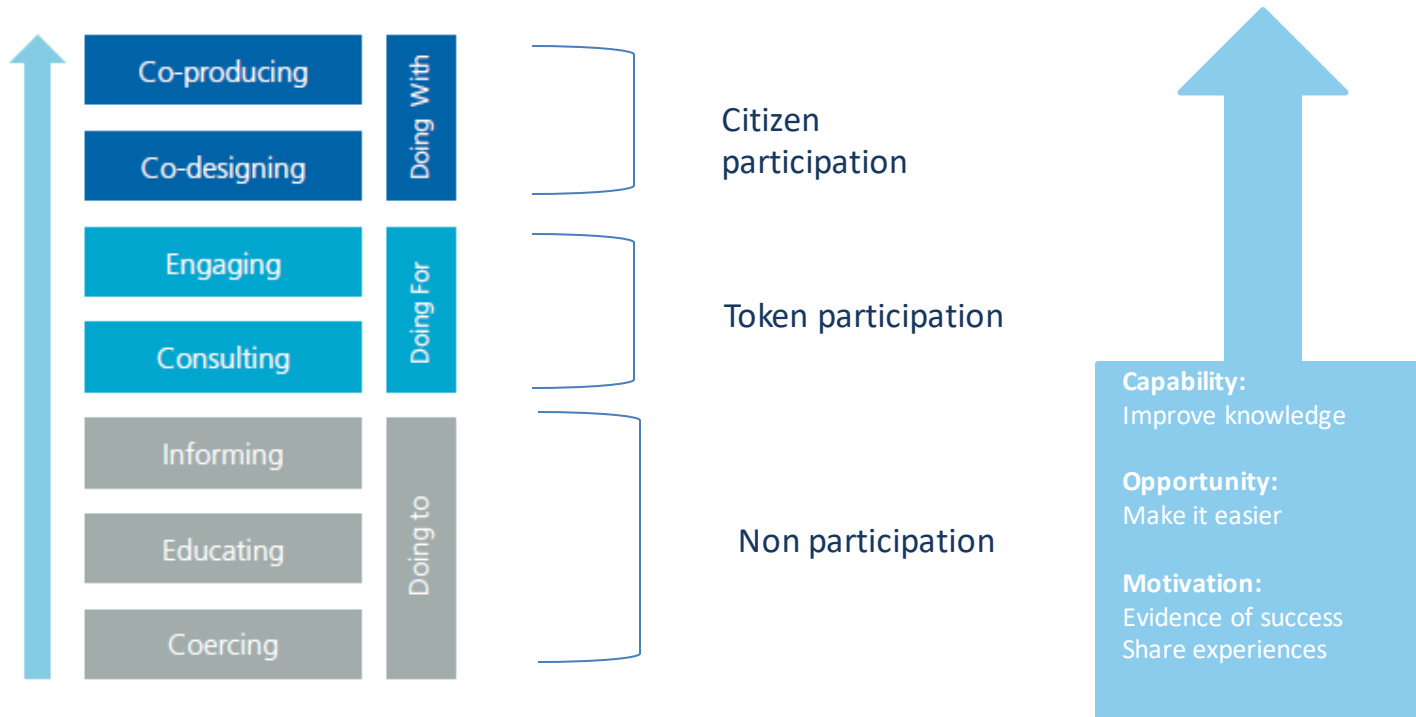 Co-producing
Co-designing
Doing With
Citizen
participation
Engaging
Consulting
Doing For
Token participation
Informing
Educating
Coercing
Doing to
Non participation
Capability:
Improve knowledge
Opportunity:
Make it easier
Motivation:
Evidence of success
Share experiences